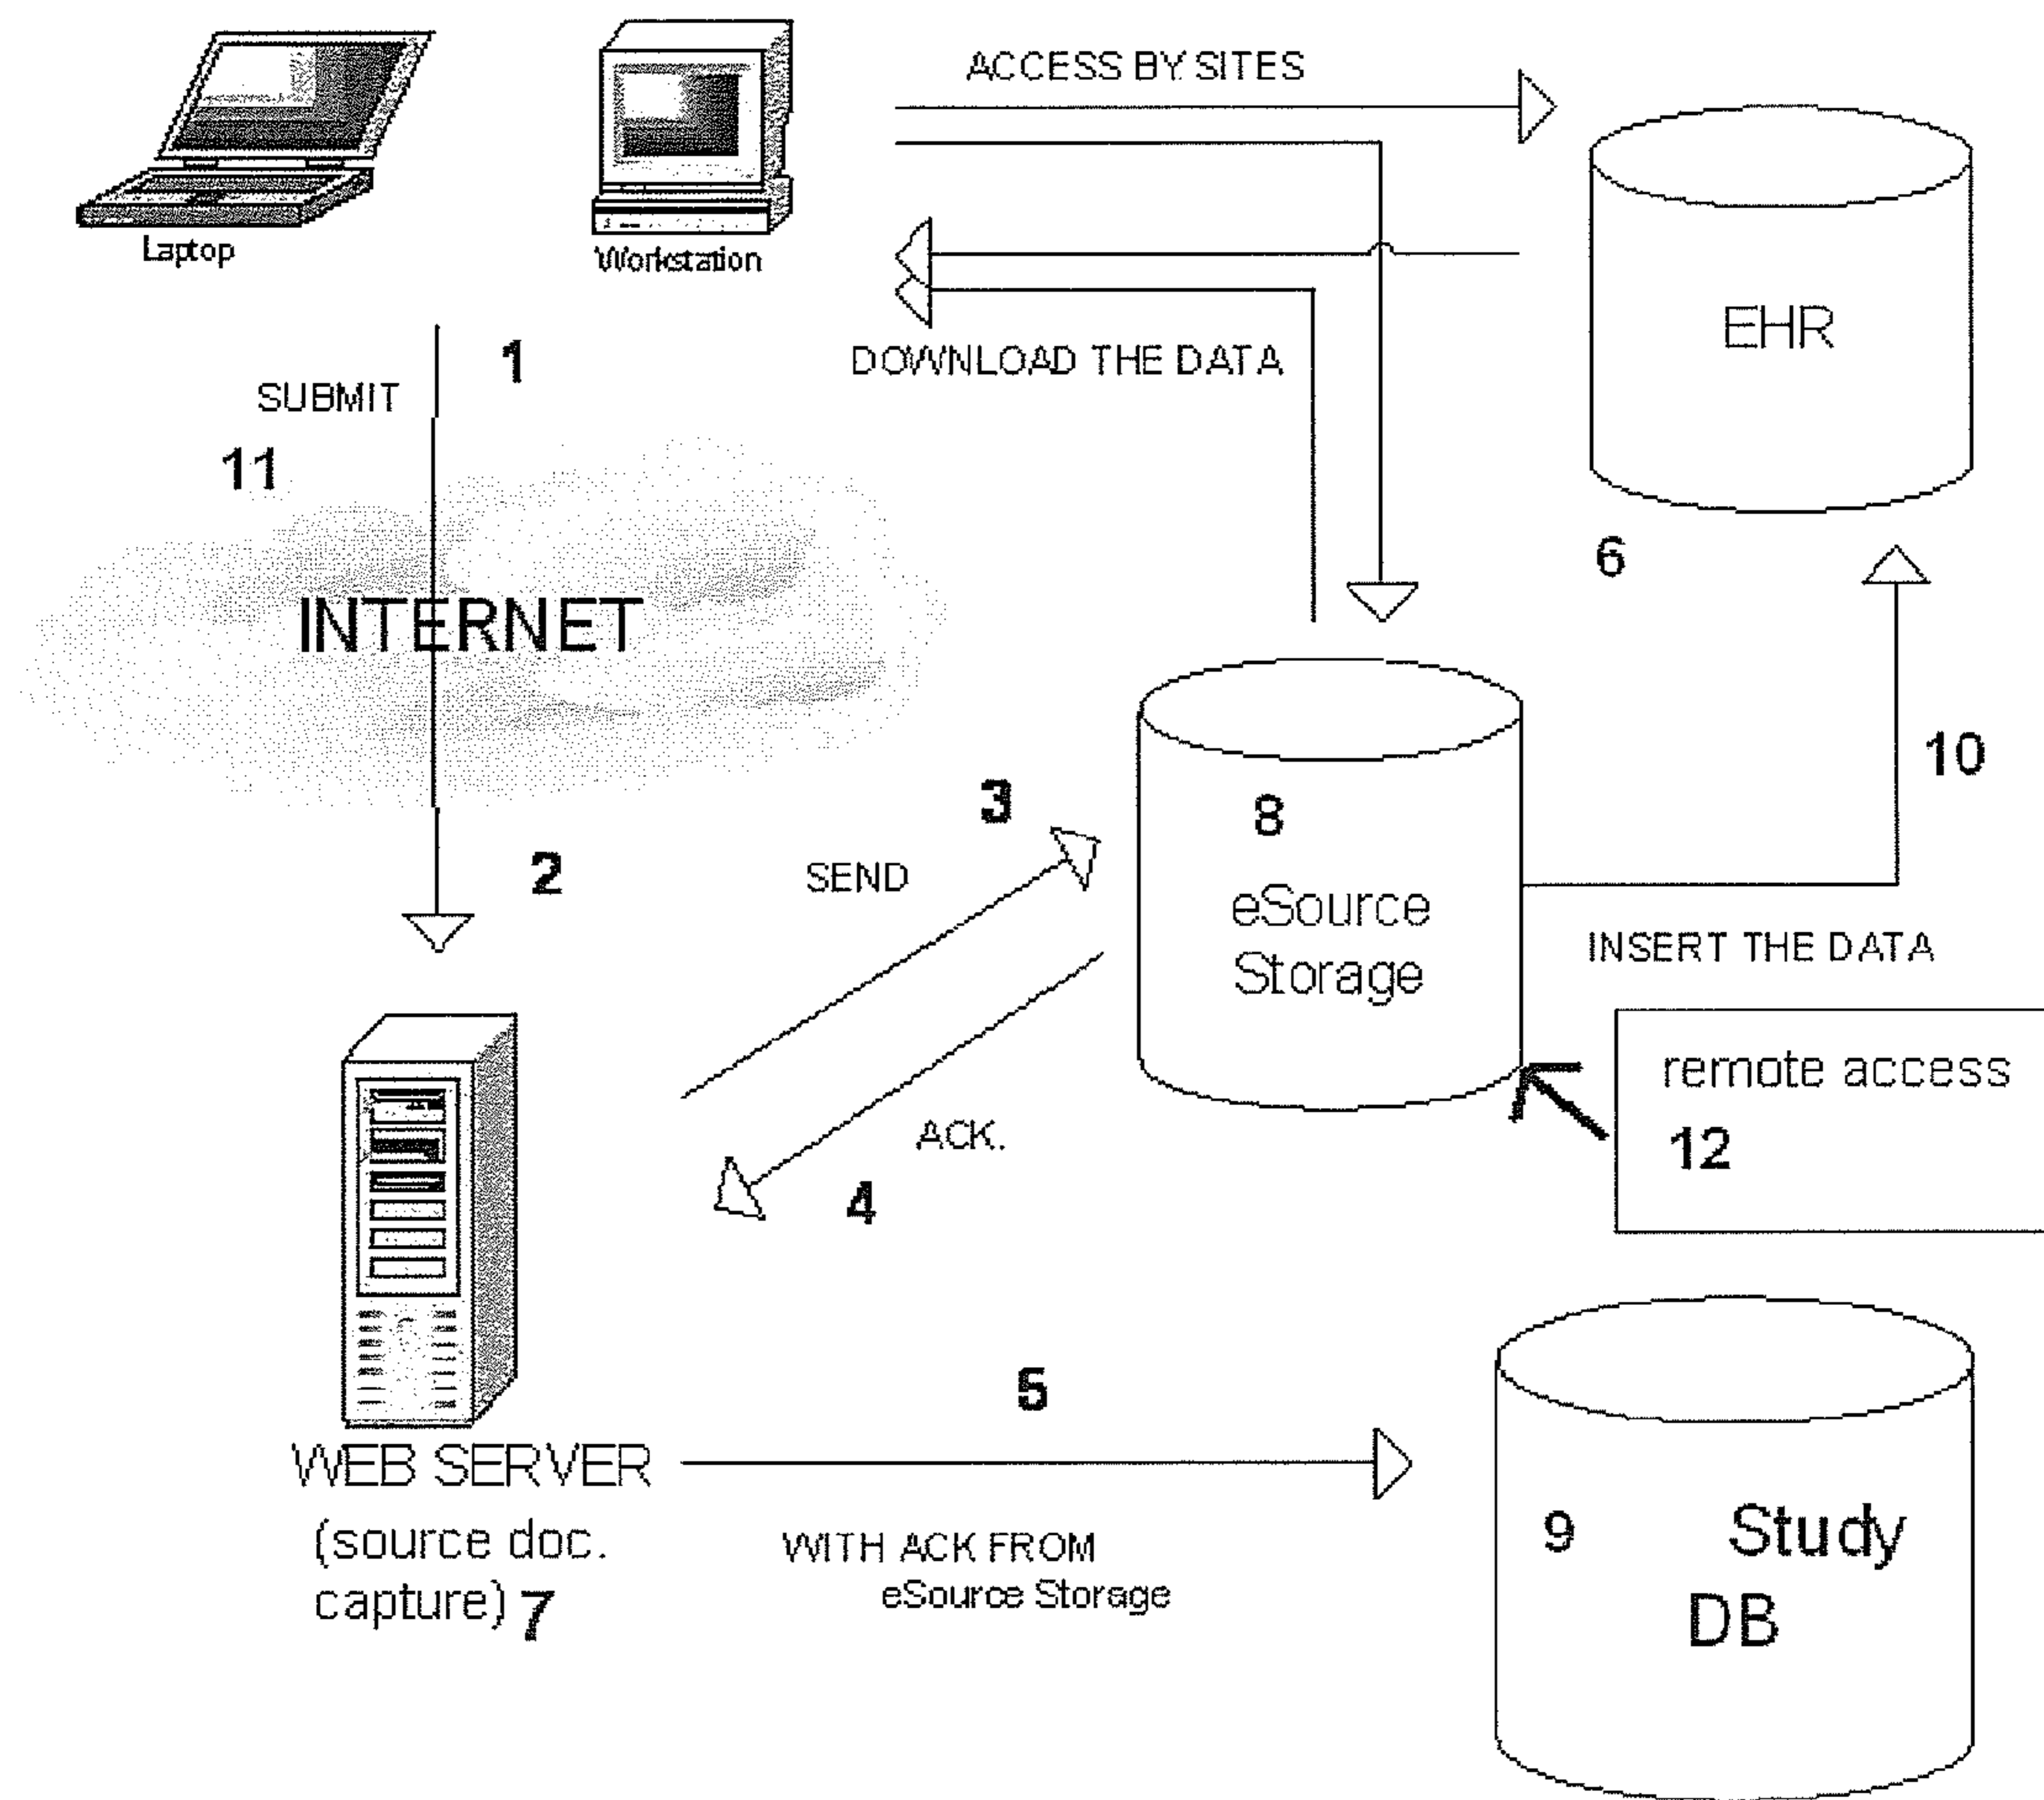 ACCESS BY SITES
Laptop
Workstation
DOWNLOAD THE DATA
EHR
1
SUBMIT
11
6
INTERNET
10
3
8
2
SEND
eSource
Storage
INSERT THE DATA
remote access
12
ACK.
4
5
WEB SERVER
(source doc.
capture) 7
WITH ACK FROM
eSource Storage
9 Study
DB